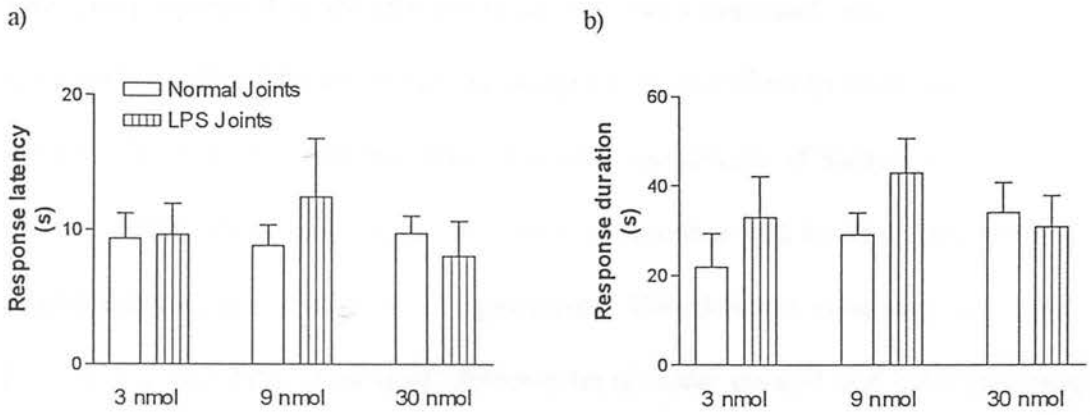 a)
b)
Normal Joints
LPS Joints
Response latency
(s)
20
10
0
3 nmol
9 nmol
30 nmol
Response duration
(s)
60
40
20
0
3 nmol
9 nmol
30 nmol